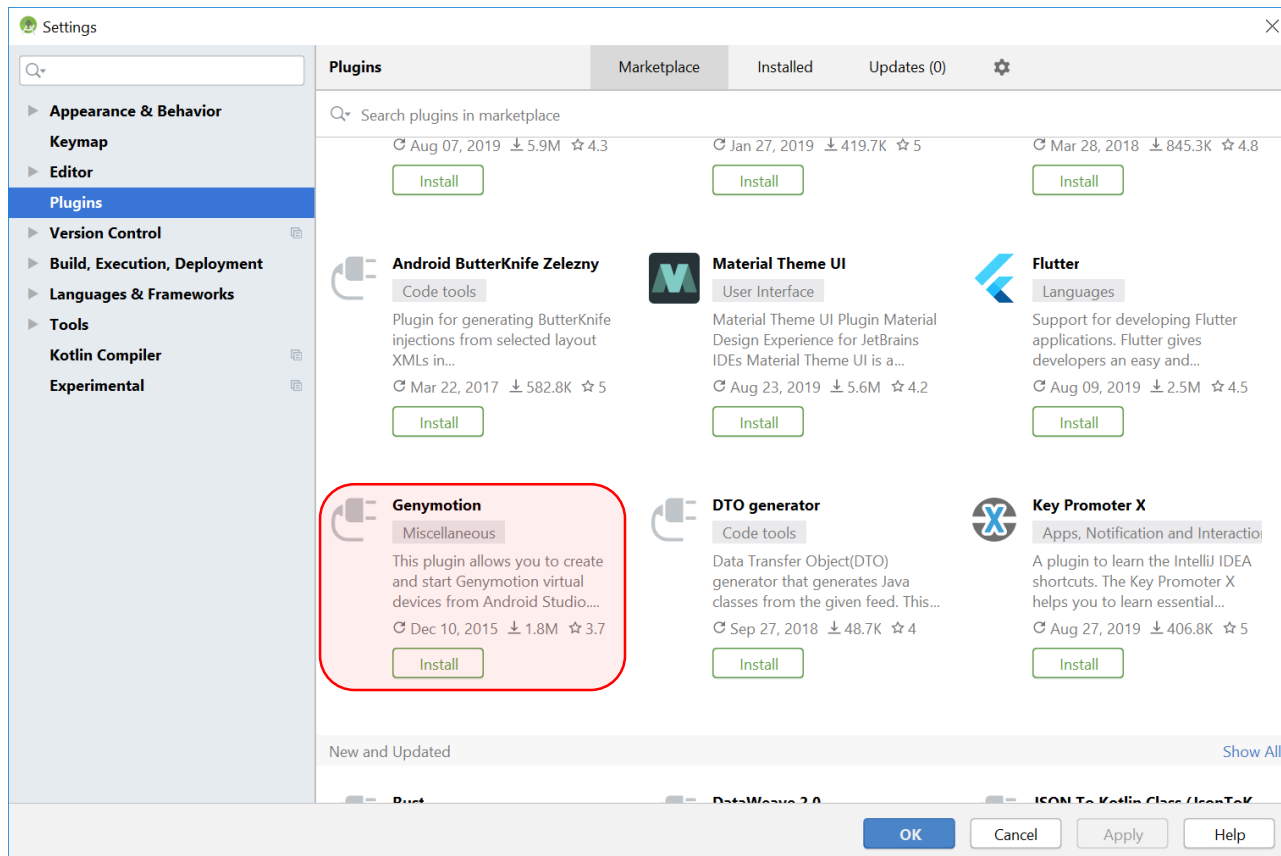 Settings
Plugins
Marketplace
Installed
Updates (0)
Appearance & Behavior
Keymap
Editor
Plugins
Version Control
Build, Execution, Deployment
Languages & Frameworks
Tools
Kotlin Compiler
Experimental
Search plugins in marketplace
Aug 07, 2019 5.9M 4.3
Install
Jan 27, 2019 419.7K 5
Install
Mar 28, 2018 845.3K 4.8
Install
Android ButterKnife Zelezny
Code tools
Plugin for generating ButterKnife
injections from selected layout
XMLs in...
Mar 22, 2017 582.8K 5
Install
Material Theme UI
User Interface
Material Theme UI Plugin Material
Design Experience for JetBrains
IDEs Material Theme UI is a...
Aug 23, 2019 5.6M 4.2
Install
Flutter
Languages
Support for developing Flutter
applications. Flutter gives
developers an easy and...
Aug 09, 2019 2.5M 4.5
Install
Genymotion
Miscellaneous
This plugin allows you to create
and start Genymotion virtual
devices from Android Studio....
Dec 10, 2015 1.8M 3.7
Install
DTO generator
Code tools
Data Transfer Object(DTO)
generator that generates Java
classes from the given feed. This...
Sep 27, 2018 48.7K 4
Install
Key Promoter X
Apps, Notification and Interactio
A plugin to learn the IntelliJ IDEA
shortcuts. The Key Promoter X
helps you to learn essential...
Aug 27, 2019 406.8K 5
Install
New and Updated
Show All
Rust
DataWeave 2.0
JSON To Kotlin Class (JsonToK
OK
Cancel
Apply
Help